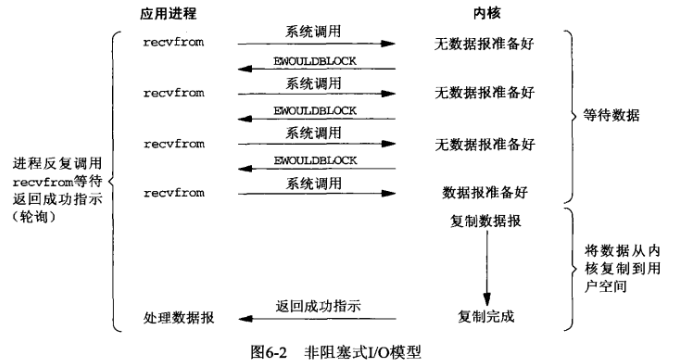 应用进程 内核
recvfrom 系统调用 无数据报准备好
EWOULDBLOCK
recvfrom 系统调用 无数据报准备好
EWOULDBLOCK
等待数据
recvfrom 系统调用 无数据报准备好
EWOULDBLOCK
进程反复调用
recvfrom等待
返回成功指示
(轮询)
recvfrom 系统调用 数据报准备好
复制数据报
将数据从内
核复制到用
户空间
处理数据报 返回成功指示 复制完成
图6-2 非阻塞式I/O模型